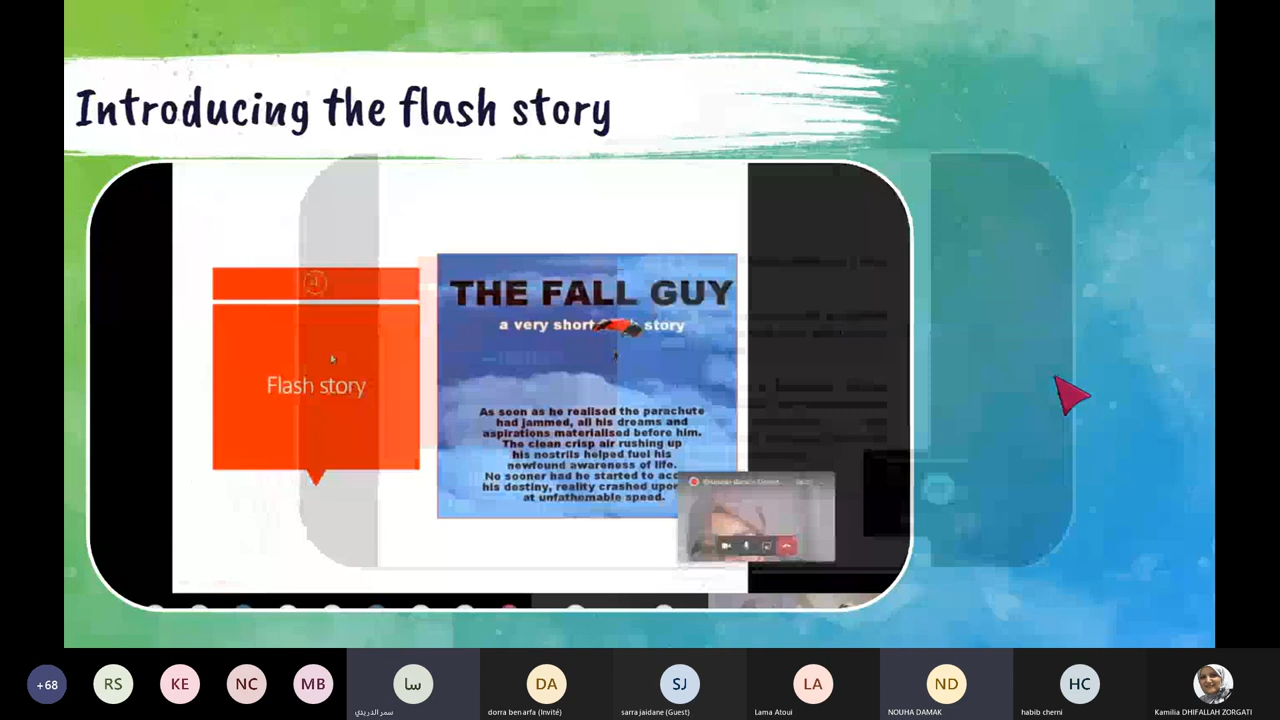 Introducing the flash story
Flash story
THE FALL GUY
a very short story
As soon as he realised the parachute
had jammed, all his dreams and
aspirations materialised before him.
The clean crisp air rushing up
his nostrils helped fuel his
newfound awareness of life.
No sooner had he started to
his destiny, reality crashed
at unfathomable speed.
+68
RS
KE
NC
MB
سا
DA
SJ
LA
ND
HC
سمر الدريدي
dorra ben arfa (Invité)
sarra jaidane (Guest)
Lama Atoui
NOUHA DAMAK
habib cherni
Kamilia DHIFALLAH ZORGATI